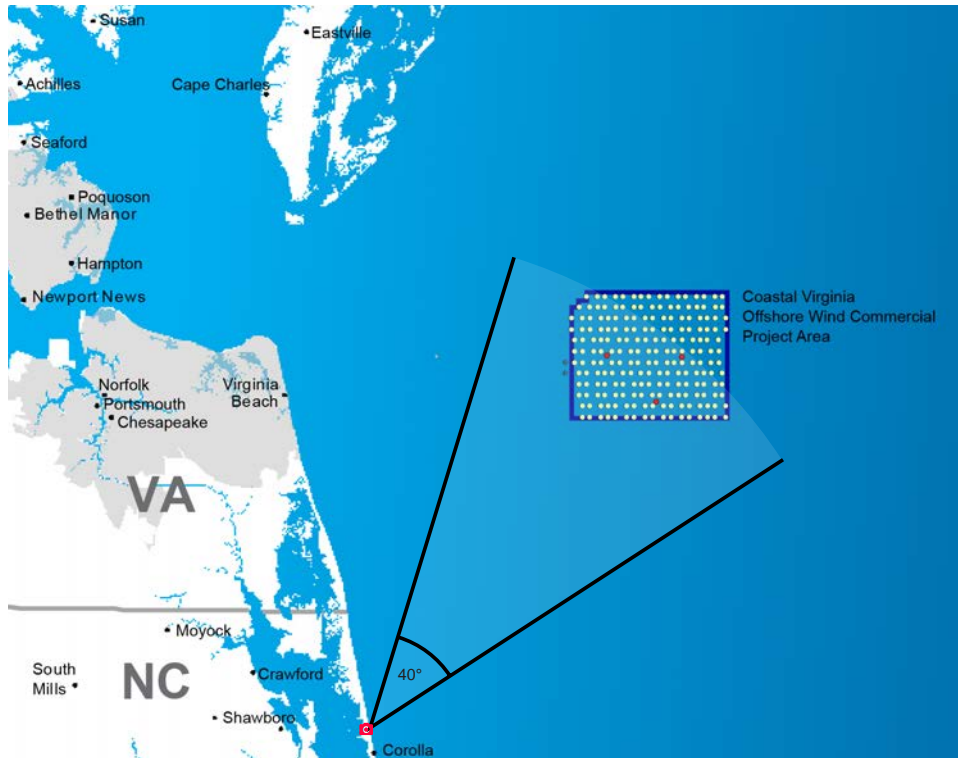 Susan
Eastville
Achilles
Cape Charles
Seaford
Poquoson
Bethel Manor
Hampton
Newport News
Coastal Virginia
Offshore Wind Commercial
Project Area
Norfolk
Portsmouth
Chesapeake
Virginia
Beach
VA
Moyock
NC
South
Mills
Crawford
40°
Shawboro
C
Corolla